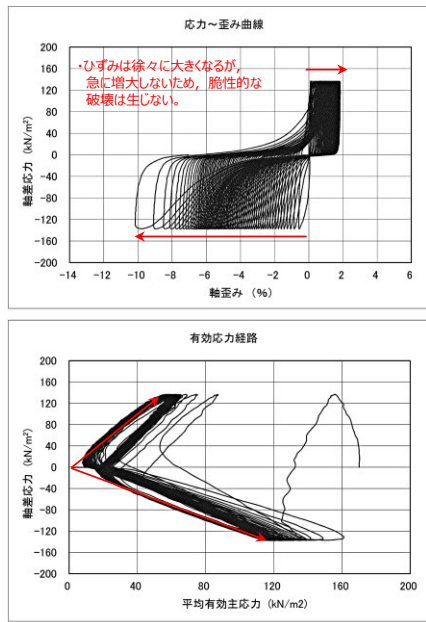 応力～歪み曲線
・ひずみは徐々に大きくなるが,
急に増大しないため, 脆性的な
破壊は生じない。
軸差応力 (kN/m²)
200
160
120
80
40
0
-40
-80
-120
-160
-200
-14 -12 -10 -8 -6 -4 -2 0 2 4 6
軸歪み (%)
有効応力経路
軸差応力 (kN/m²)
200
160
120
80
40
0
-40
-80
-120
-160
-200
0 40 80 120 160 200
平均有効主応力 (kN/m2)